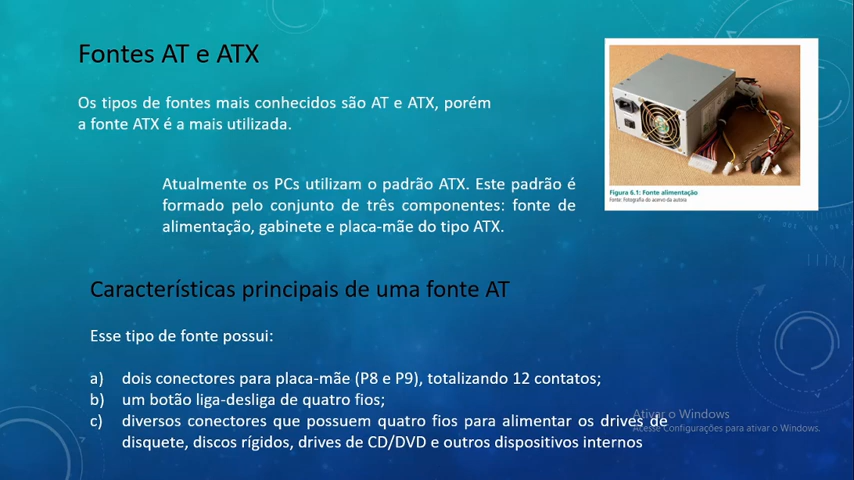 Fontes AT e ATX
Os tipos de fontes mais conhecidos são AT e ATX, porém
a fonte ATX é a mais utilizada.
Figura 6.1: Fonte alimentação
Fonte: Fotografia do acervo da autora
Atualmente os PCs utilizam o padrão ATX. Este padrão é
formado pelo conjunto de três componentes: fonte de
alimentação, gabinete e placa-mãe do tipo ATX.
Características principais de uma fonte AT
Esse tipo de fonte possui:
a) dois conectores para placa-mãe (P8 e P9), totalizando 12 contatos;
b) um botão liga-desliga de quatro fios;
c) diversos conectores que possuem quatro fios para alimentar os drives de
disquete, discos rígidos, drives de CD/DVD e outros dispositivos internos
Ativar o Windows
Acesse Configurações para ativar o Windows.